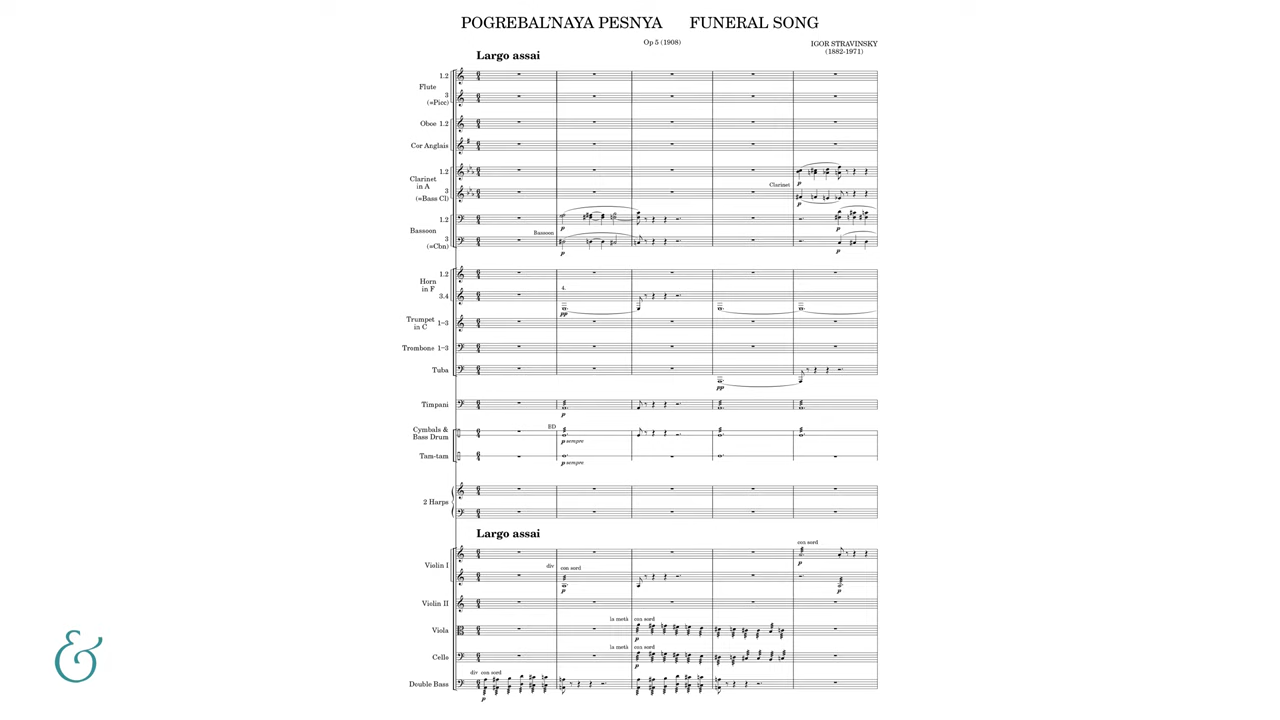 POGREBAL'NAYA PESNYA FUNERAL SONG
Op 5 (1908)
IGOR STRAVINSKY
(1882-1971)
Largo assai
Flute
1.2
3
(=Picc)
Oboe 1.2
Cor Anglais
Clarinet
in A
1.2
3
(=Bass Cl)
Clarinet
p
p
Bassoon
1.2
3
(=Cbn)
Bassoon
p
p
p
p
Horn
in F
1.2
3.4
4.
pp
Trumpet
in C
1-3
Trombone 1-3
Tuba
pp
Timpani
p
Cymbals &
Bass Drum
BD
p sempre
Tam-tam
p sempre
2 Harps
Largo assai
Violin I
con sord
p
div
con sord
p
p
Violin II
Viola
la metà con sord
p
Cello
la metà con sord
p
Double Bass
div con sord
p
&